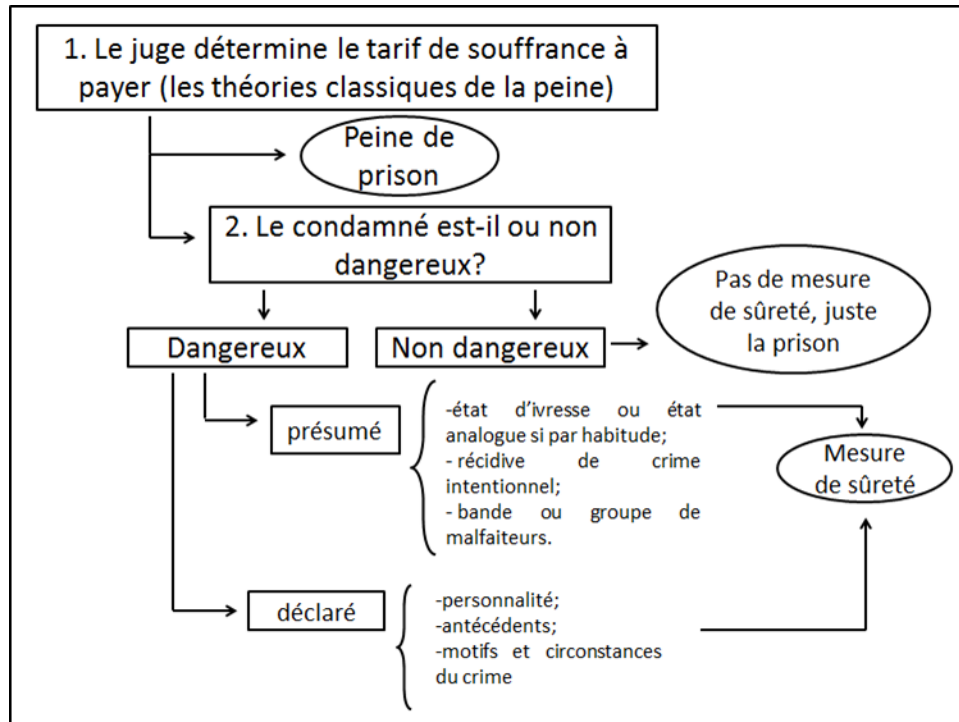 1. Le juge détermine le tarif de souffrance à
payer (les théories classiques de la peine)
Peine de
prison
2. Le condamné est-il ou non
dangereux?
Pas de mesure
de sûreté, juste
la prison
Dangereux
Non dangereux
présumé
-état d'ivresse ou état
analogue si par habitude;
- récidive de crime
intentionnel;
- bande ou groupe de
malfaiteurs.
Mesure
de sûreté
déclaré
-personnalité;
-antécédents;
-motifs et circonstances
du crime